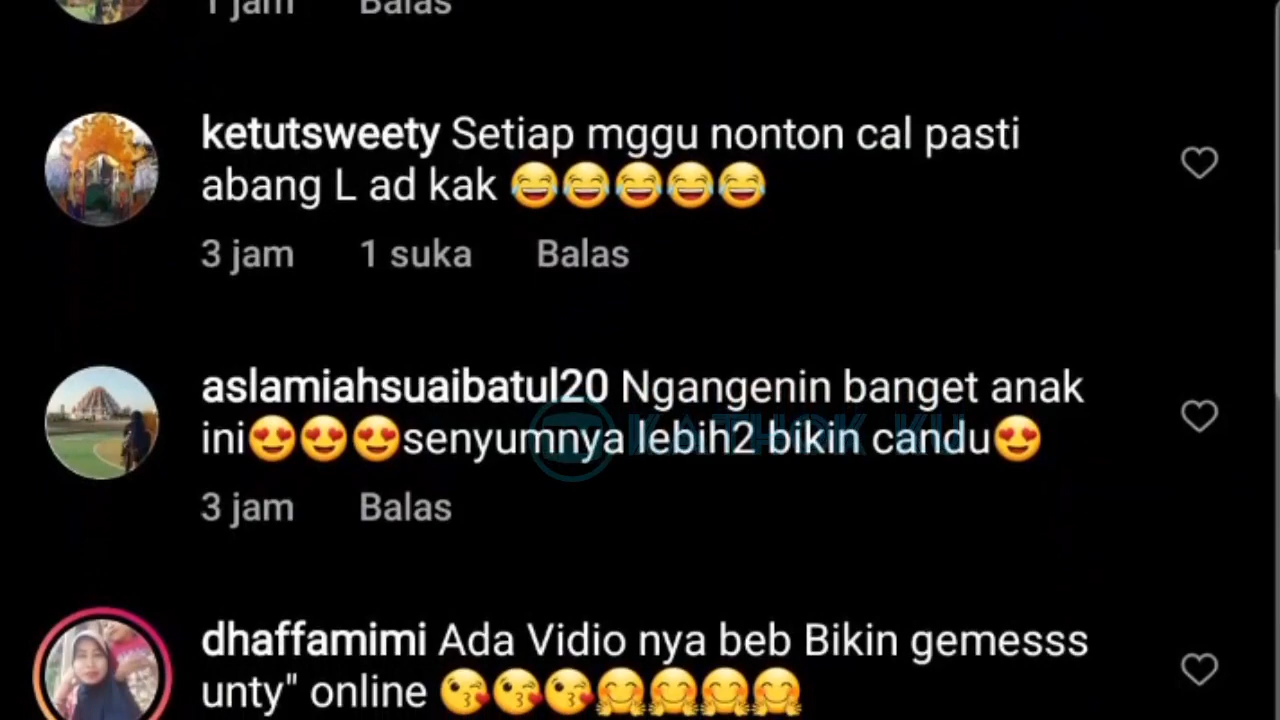 1 jam Balas
ketutsweety Setiap mggu nonton cal pasti
abang L ad kak 😂😂😂😂😂
3 jam 1 suka Balas
aslamiahsuaibatul20 Ngangenin banget anak
ini😍😍😍senyumnya lebih2 bikin candu😍
KATHOK KU
3 jam Balas
dhaffamimi Ada Vidio nya beb Bikin gemesss
unty" online 😘😘😘🤗🤗🤗🤗